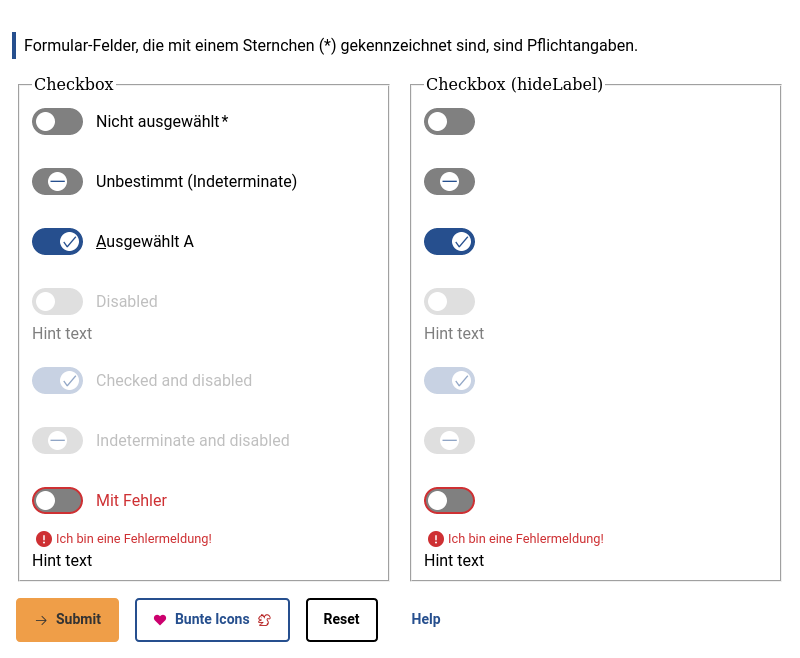 Formular-Felder, die mit einem Sternchen (*) gekennzeichnet sind, sind Pflichtangaben.
Checkbox
Nicht ausgewählt*
Unbestimmt (Indeterminate)
Ausgewählt A
Disabled
Hint text
Checked and disabled
Indeterminate and disabled
Mit Fehler
Ich bin eine Fehlermeldung!
Hint text
Checkbox (hideLabel)
Hint text
Ich bin eine Fehlermeldung!
Hint text
Submit
Bunte Icons
Reset
Help